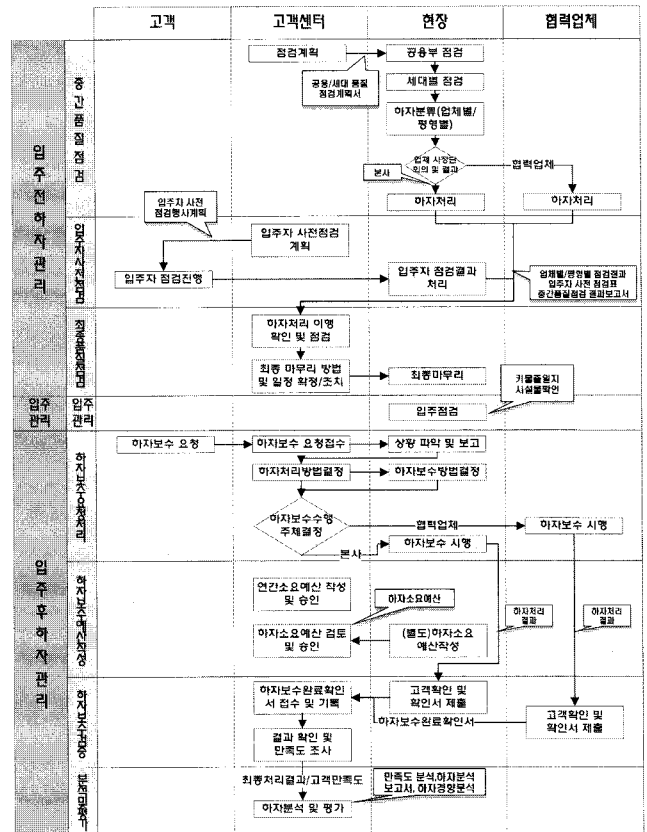 고객
고객센터
현장
협력업체
입주전하자관리
중간품질점검
점검계획
공용부 점검
공용/세대 품질
점검계획서
세대별 점검
하자분류(업체별/
평형별)
업체 사장단
회의 및 결과
본사
협력업체
하자처리
하자처리
입주자사전점검
입주자 사전
점검행사계획
입주자 사전점검
계획
입주자 점검진행
입주자 점검결과
처리
업체별/평형별 점검결과
입주자 사전 점검표
중간품질점검 결과보고서
최종품질점검
하자처리 이행
확인 및 점검
최종 마무리 방법
및 일정 확정/조치
최종마무리
입주
관리
입주
관리
입주점검
키불출일지
시설물확인
입주후하자관리
하자보수요청처리
하자보수 요청
하자보수 요청접수
상황 파악 및 보고
하자처리방법결정
하자보수방법결정
하자보수수행
주체결정
협력업체
하자보수 시행
본사
하자보수 시행
하자보수예산작성
연간소요예산 작성
및 승인
하자소요예산
하자소요예산 검토
및 승인
(별도)하자소요
예산작성
하자처리
결과
하자처리
결과
하자보수검증
하자보수완료확인
서 접수 및 기록
고객확인 및
확인서 제출
하자보수완료확인서
고객확인 및
확인서 제출
결과 확인 및
만족도 조사
분석및평가
최종처리결과/고객만족도
만족도 분석,하자분석
보고서, 하자경향분석
하자분석 및 평가